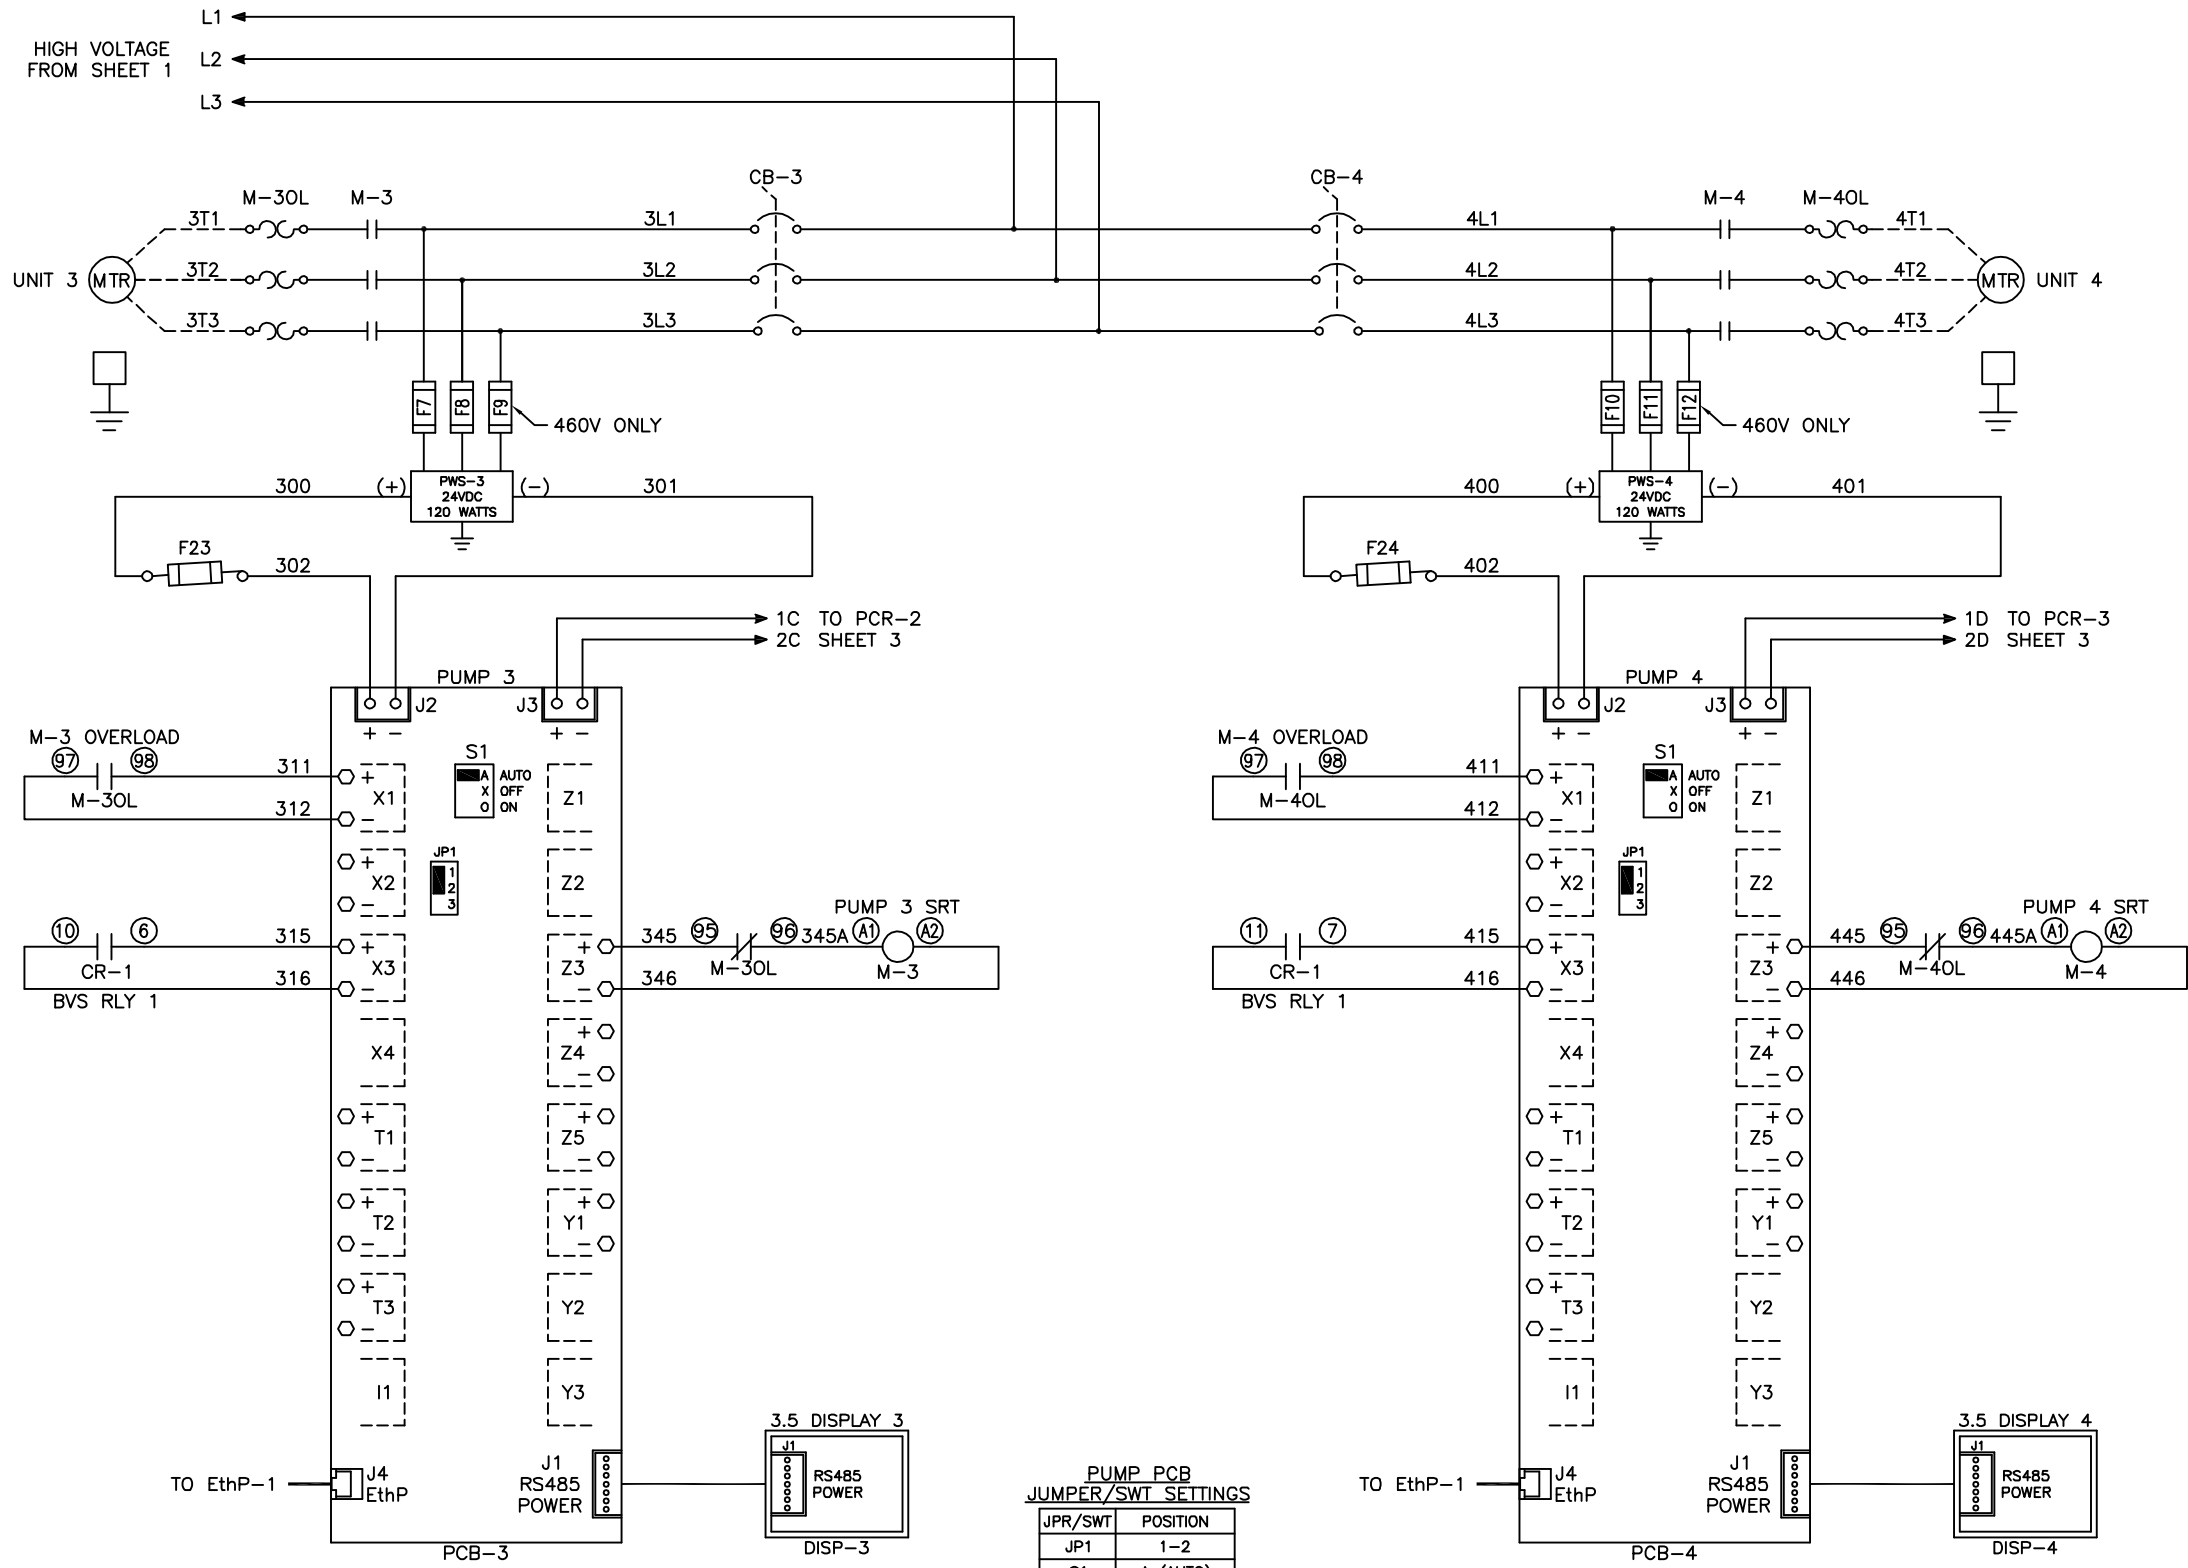 L1
HIGH VOLTAGE
FROM SHEET 1
L2
L3
CB-3
CB-4
M-3OL
M-3
M-4
M-4OL
3T1
3L1
4L1
4T1
UNIT 3
MTR
3T2
3L2
4L2
4T2
MTR
UNIT 4
3T3
3L3
4L3
4T3
F7
F8
F9
460V ONLY
F10
F11
F12
460V ONLY
300
(+)
PWS-3
24VDC
120 WATTS
(-)
301
400
(+)
PWS-4
24VDC
120 WATTS
(-)
401
F23
302
F24
402
1C TO PCR-2
2C SHEET 3
1D TO PCR-3
2D SHEET 3
PUMP 3
J2
J3
+ -
+ -
M-3 OVERLOAD
97
98
311
M-3OL
312
+
X1
-
S1
A AUTO
X OFF
O ON
Z1
JP1
1
2
3
+
X2
-
Z2
10
6
315
CR-1
316
BVS RLY 1
+
X3
-
+
Z3
-
PUMP 3 SRT
345
95
96
345A
A1
A2
M-3OL
M-3
346
X4
+
Z4
-
+
T1
-
+
Z5
-
+
T2
-
+
Y1
-
+
T3
-
Y2
I1
Y3
TO EthP-1
J4
EthP
J1
RS485
POWER
PCB-3
3.5 DISPLAY 3
J1
RS485
POWER
DISP-3
PUMP PCB
JUMPER/SWT SETTINGS
JPR/SWT POSITION
JP1 1-2
PUMP 4
J2
J3
+ -
+ -
M-4 OVERLOAD
97
98
411
M-4OL
412
+
X1
-
S1
A AUTO
X OFF
O ON
Z1
JP1
1
2
3
+
X2
-
Z2
11
7
415
CR-1
416
BVS RLY 1
+
X3
-
+
Z3
-
PUMP 4 SRT
445
95
96
445A
A1
A2
M-4OL
M-4
446
X4
+
Z4
-
+
T1
-
+
Z5
-
+
T2
-
+
Y1
-
+
T3
-
Y2
I1
Y3
TO EthP-1
J4
EthP
J1
RS485
POWER
PCB-4
3.5 DISPLAY 4
J1
RS485
POWER
DISP-4